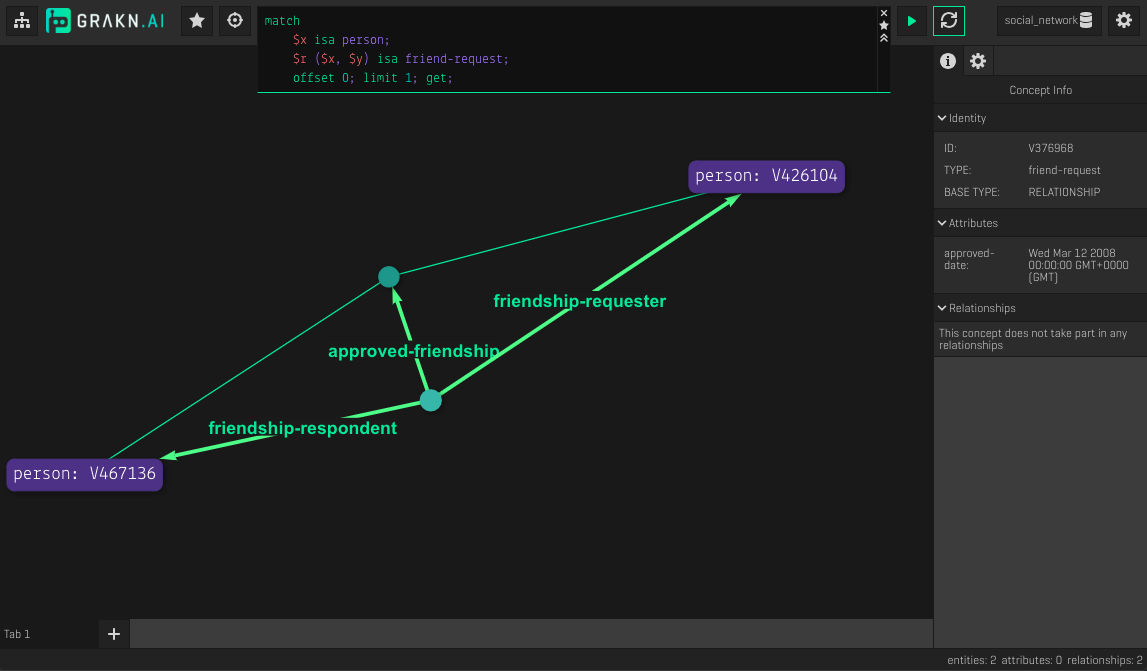 GRAKN.AI
match
$x isa person;
$r ($x, $y) isa friend-request;
offset 0; limit 1; get;
social_network
Concept Info
Identity
ID: V376968
TYPE: friend-request
BASE TYPE: RELATIONSHIP
Attributes
approved-date: Wed Mar 12 2008
00:00:00 GMT+0000
(GMT)
Relationships
This concept does not take part in any
relationships
person: V426104
friendship-requester
approved-friendship
friendship-respondent
person: V467136
Tab 1
entities: 2 attributes: 0 relationships: 2